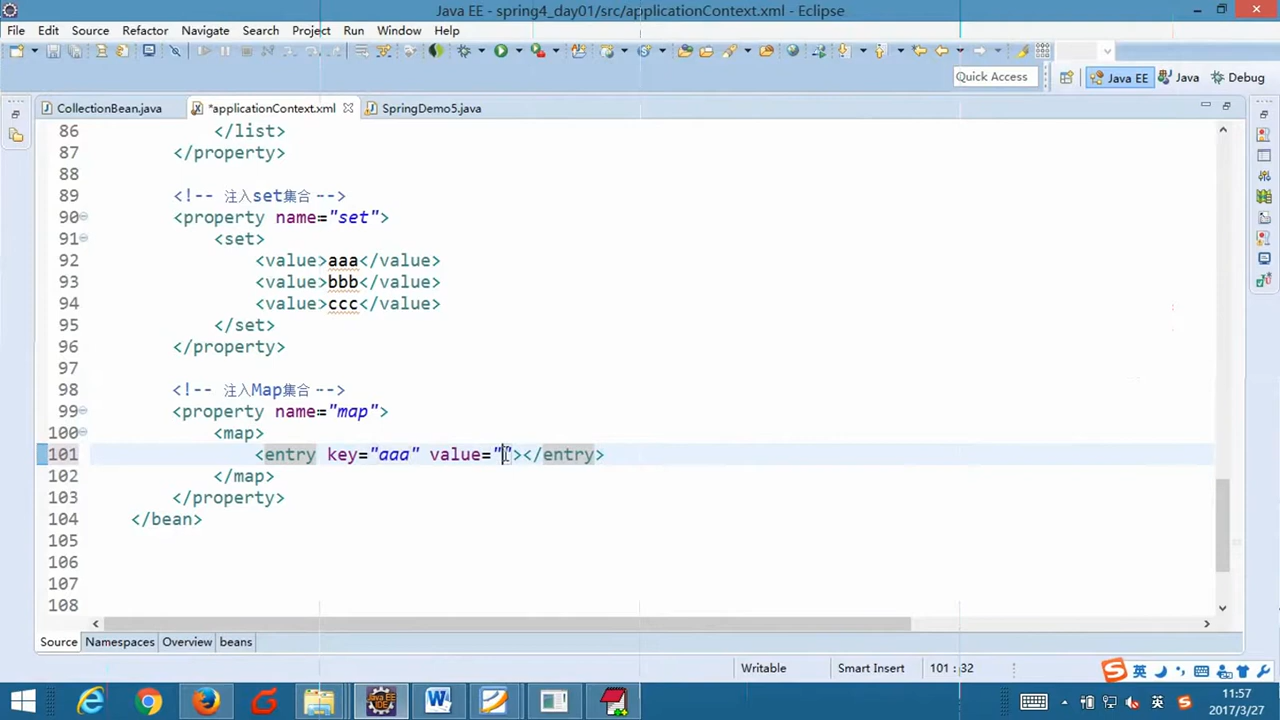 Java EE - spring4_day01/src/applicationContext.xml - Eclipse
File Edit Source Refactor Navigate Search Project Run Window Help
Quick Access
Java EE
Java
Debug
CollectionBean.java
*applicationContext.xml
SpringDemo5.java
86 </list>
87 </property>
88
89 <!-- 注入set集合 -->
90 <property name="set">
91 <set>
92 <value>aaa</value>
93 <value>bbb</value>
94 <value>ccc</value>
95 </set>
96 </property>
97
98 <!-- 注入Map集合 -->
99 <property name="map">
100 <map>
101 <entry key="aaa" value=""></entry>
102 </map>
103 </property>
104 </bean>
105
106
107
108
Source Namespaces Overview beans
Writable Smart Insert 101 : 32
英
英
11:57
2017/3/27